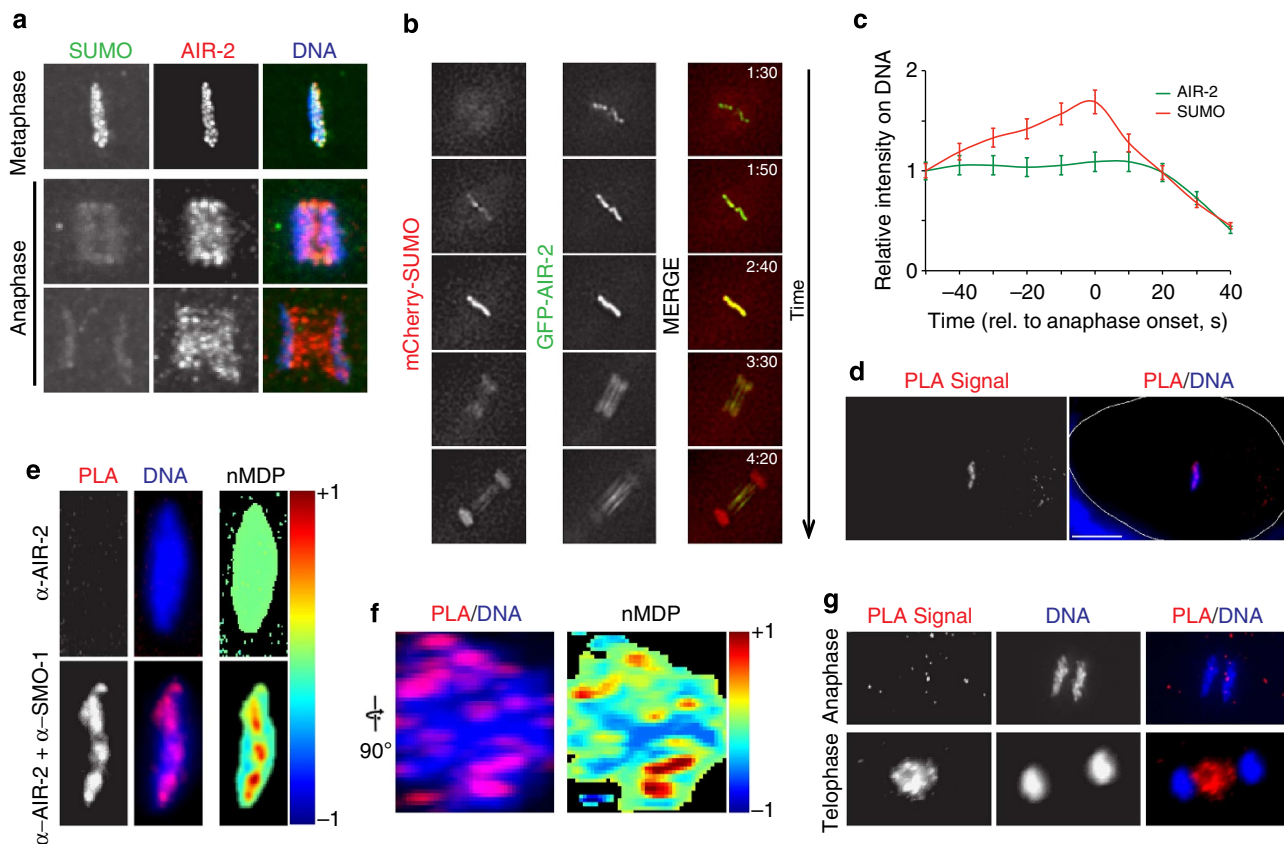 a
SUMO AIR-2 DNA
Metaphase
Anaphase
b
mCherry-SUMO
GFP-AIR-2
MERGE
1:30
1:50
2:40
3:30
4:20
Time
c
Relative intensity on DNA
2
1
0
AIR-2
SUMO
−40 −20 0 20 40
Time (rel. to anaphase onset, s)
d
PLA Signal PLA/DNA
e
PLA DNA nMDP
α-AIR-2
α−AIR-2 + α−SMO-1
+1
−1
f
PLA/DNA nMDP
90°
+1
−1
g
PLA Signal DNA PLA/DNA
Anaphase
Telophase